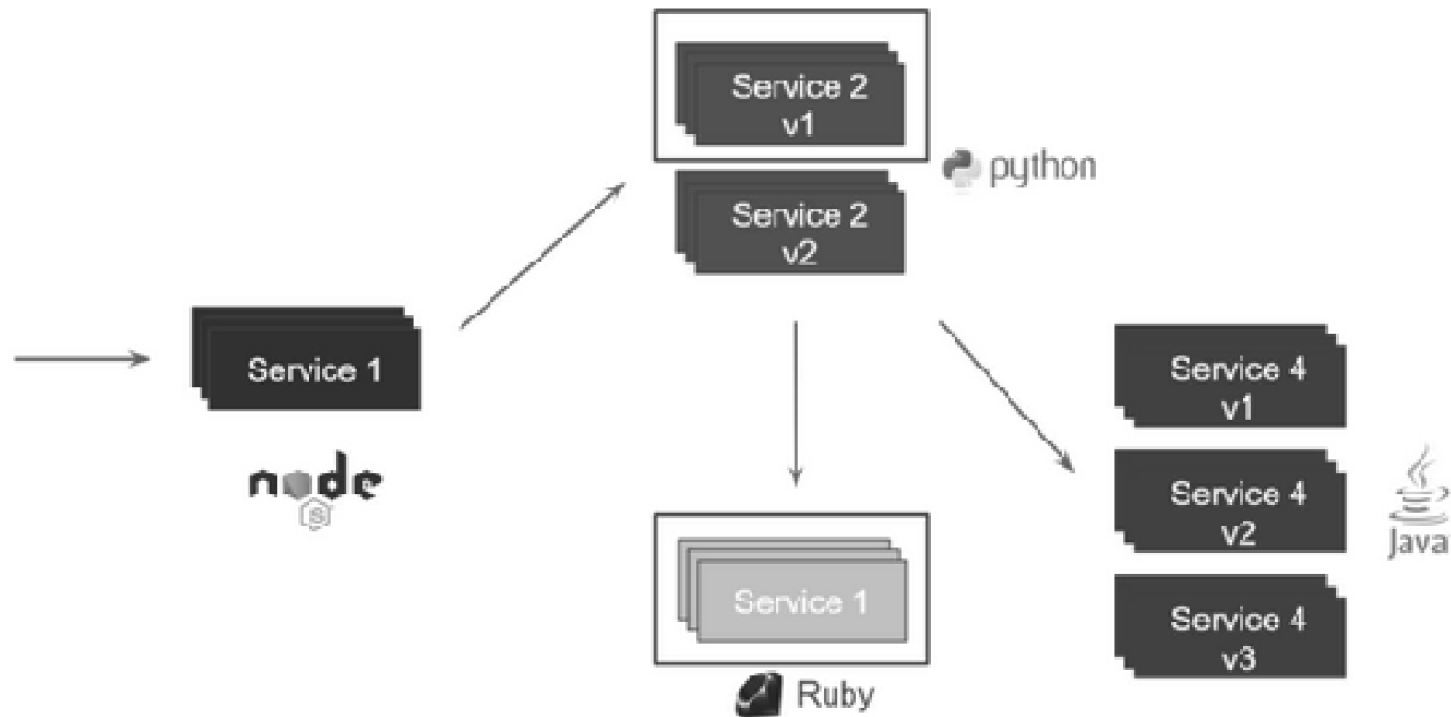 Service 2
v1
python
Service 2
v2
Service 1
node
JS
Service 4
v1
Service 4
v2
Java
Service 4
v3
Service 1
Ruby